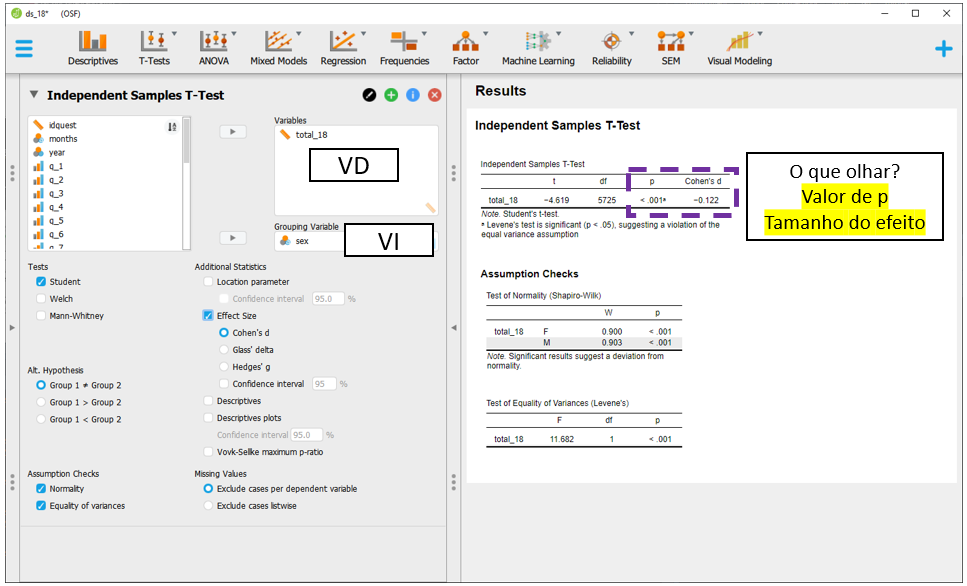 ds_18* (OSF)
Descriptives
T-Tests
ANOVA
Mixed Models
Regression
Frequencies
Factor
Machine Learning
Reliability
SEM
Visual Modeling
Independent Samples T-Test
idquest
months
year
q_1
q_2
q_3
q_4
q_5
q_6
q_7
Variables
total_18
VD
Grouping Variable
sex
VI
Tests
Student
Welch
Mann-Whitney
Alt. Hypothesis
Group 1 ≠ Group 2
Group 1 > Group 2
Group 1 < Group 2
Assumption Checks
Normality
Equality of variances
Additional Statistics
Location parameter
Confidence interval 95.0 %
Effect Size
Cohen's d
Glass' delta
Hedges' g
Confidence interval 95 %
Descriptives
Descriptives plots
Confidence interval 95.0 %
Vovk-Sellke maximum p-ratio
Missing Values
Exclude cases per dependent variable
Exclude cases listwise
Results
Independent Samples T-Test
Independent Samples T-Test
t df p Cohen's d
total_18 −4.619 5725 < .001ᵃ −0.122
Note. Student's t-test.
ᵃ Levene's test is significant (p < .05), suggesting a violation of the
equal variance assumption
O que olhar?
Valor de p
Tamanho do efeito
Assumption Checks
Test of Normality (Shapiro-Wilk)
W p
total_18 F 0.900 < .001
M 0.903 < .001
Note. Significant results suggest a deviation from
normality.
Test of Equality of Variances (Levene's)
F df p
total_18 11.682 1 < .001